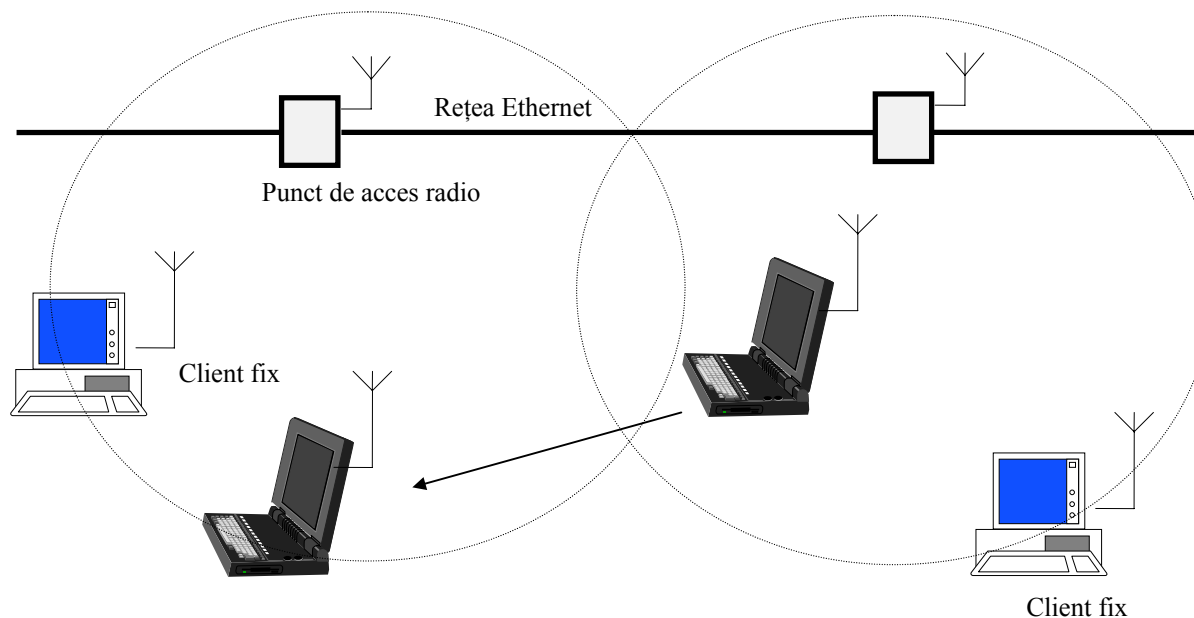 Rețea Ethernet
Punct de acces radio
Client fix
Client fix